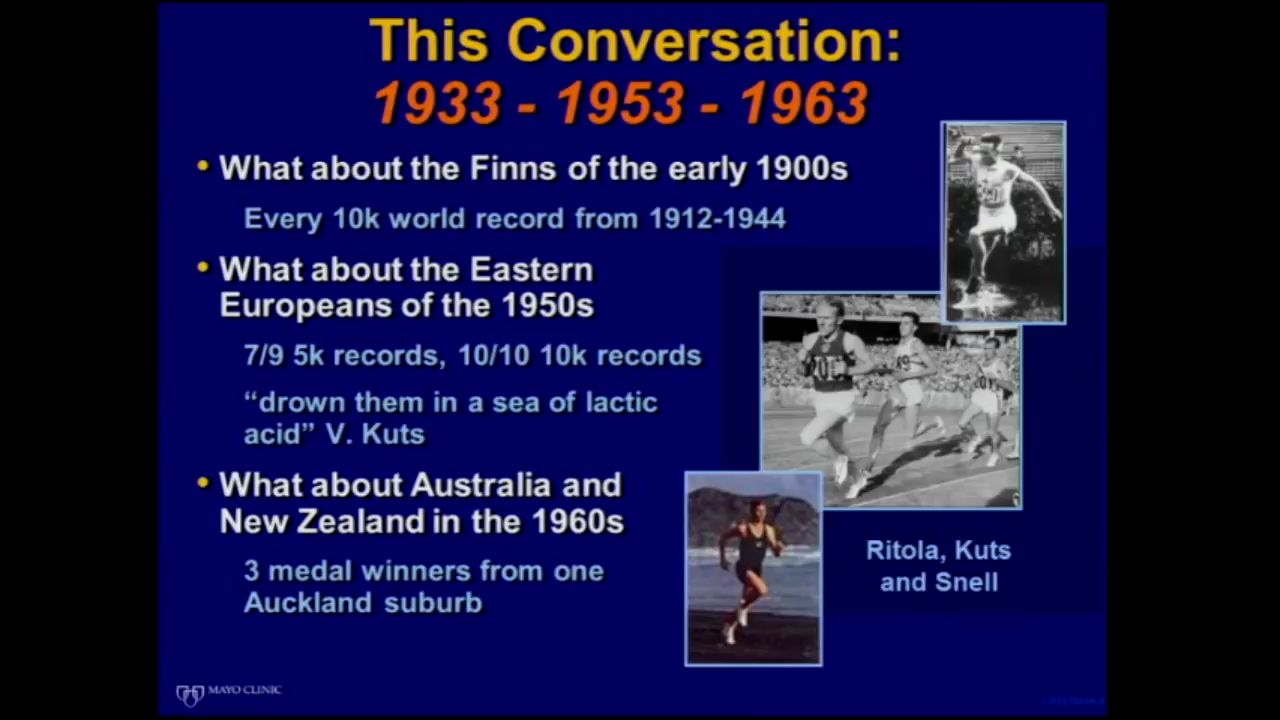 This Conversation:
1933 - 1953 - 1963
• What about the Finns of the early 1900s
Every 10k world record from 1912-1944
• What about the Eastern
Europeans of the 1950s
7/9 5k records, 10/10 10k records
“drown them in a sea of lactic
acid” V. Kuts
• What about Australia and
New Zealand in the 1960s
3 medal winners from one
Auckland suburb
Ritola, Kuts
and Snell
MAYO CLINIC